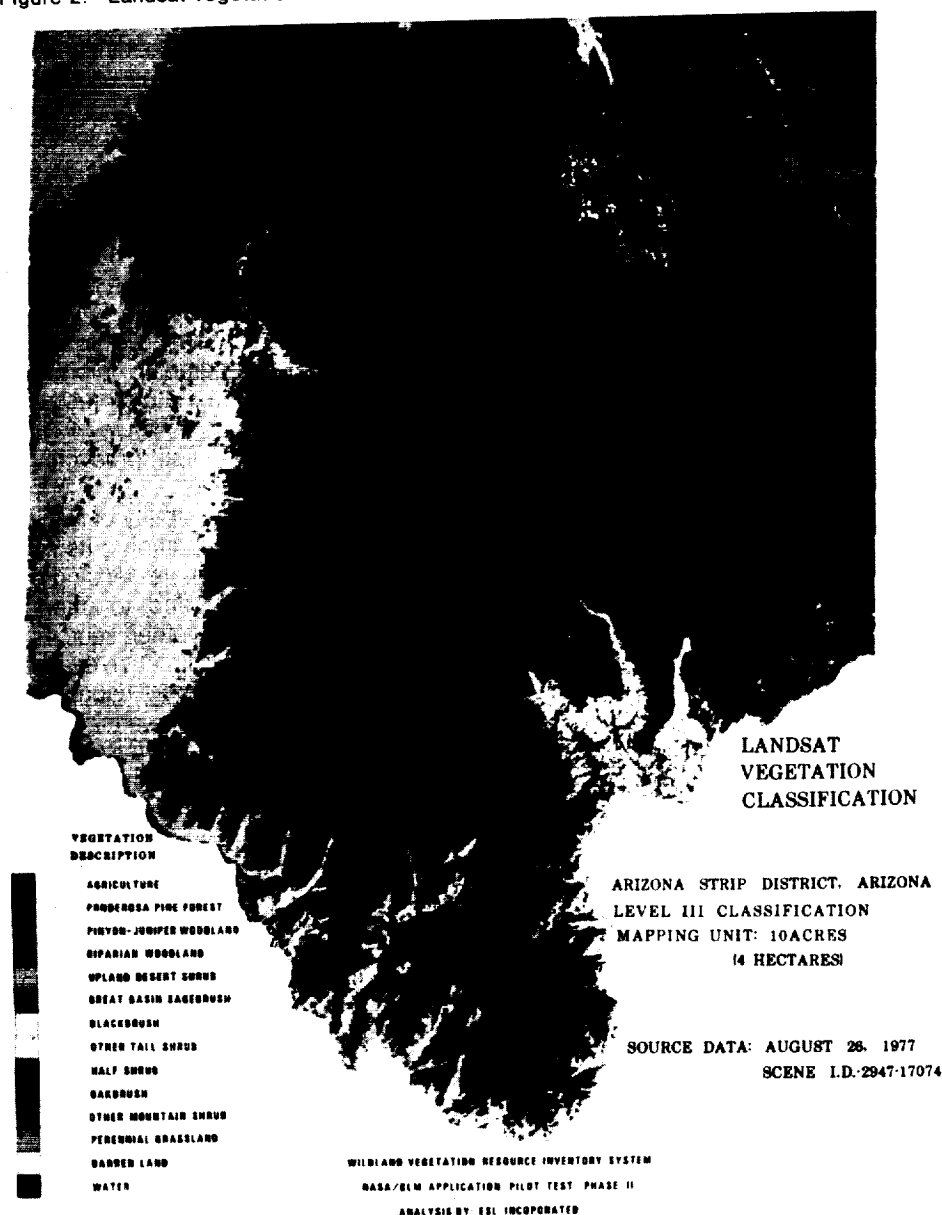 Figure 2. Landsat
LANDSAT
VEGETATION
CLASSIFICATION
VEGETATION
DESCRIPTION
AGRICULTURE
PONDEROSA PINE FOREST
PINYON-JUNIPER WOODLAND
RIPARIAN WOODLAND
UPLAND DESERT SHRUB
GREAT BASIN SAGEBRUSH
BLACKBRUSH
OTHER TALL SHRUB
HALF SHRUB
OAKBRUSH
OTHER MOUNTAIN SHRUB
PERENNIAL GRASSLAND
BARREN LAND
WATER
ARIZONA STRIP DISTRICT, ARIZONA
LEVEL III CLASSIFICATION
MAPPING UNIT: 10ACRES
(4 HECTARES)
SOURCE DATA: AUGUST 26, 1977
SCENE I.D.-2947-17074
WILDLAND VEGETATION RESOURCE INVENTORY SYSTEM
NASA/BLM APPLICATION PILOT TEST PHASE II
ANALYSIS BY: ESL INCOPORATED